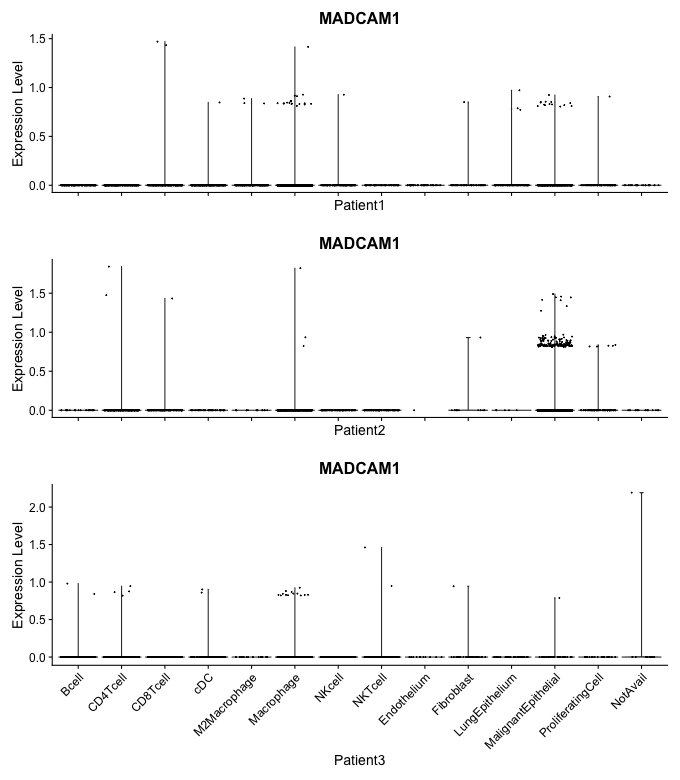 MADCAM1
Expression Level
1.5
1.0
0.5
0.0
Patient1
MADCAM1
Expression Level
1.5
1.0
0.5
0.0
Patient2
MADCAM1
Expression Level
2.0
1.5
1.0
0.5
0.0
Bcell
CD4Tcell
CD8Tcell
cDC
M2Macrophage
Macrophage
NKcell
NKTcell
Endothelium
Fibroblast
LungEpithelium
MalignantEpithelial
ProliferatingCell
NotAvail
Patient3